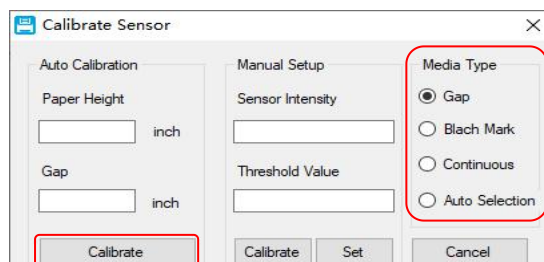 Calibrate Sensor
Auto Calibration
Paper Height
inch
Gap
inch
Calibrate
Manual Setup
Sensor Intensity
Threshold Value
Calibrate
Set
Media Type
Gap
Blach Mark
Continuous
Auto Selection
Cancel